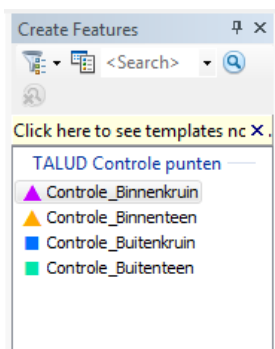 Create Features
<Search>
Click here to see templates nc
TALUD Controle punten
Controle_Binnenkruin
Controle_Binnenteen
Controle_Buitenkruin
Controle_Buitenteen